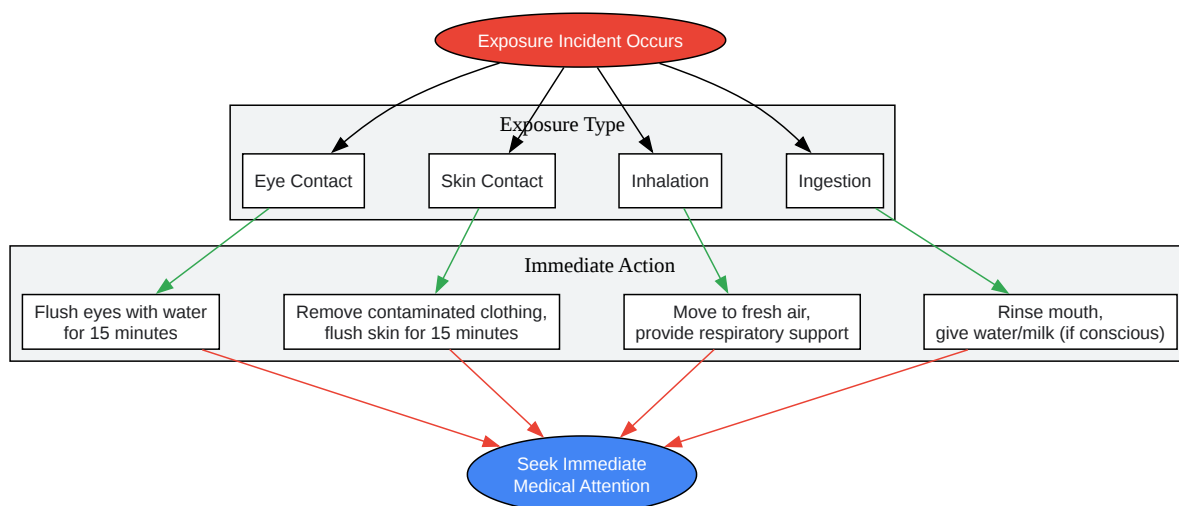 Exposure Incident Occurs
Exposure Type
Eye Contact
Skin Contact
Inhalation
Ingestion
Immediate Action
Flush eyes with water
for 15 minutes
Remove contaminated clothing,
flush skin for 15 minutes
Move to fresh air,
provide respiratory support
Rinse mouth,
give water/milk (if conscious)
Seek Immediate
Medical Attention